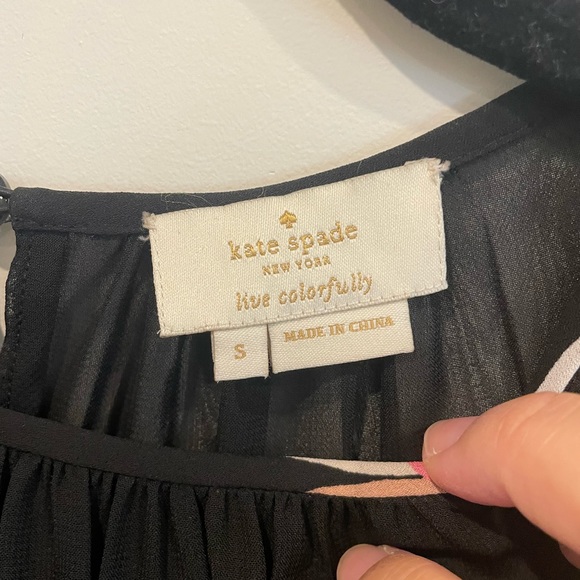 kate spade
NEW YORK
live colorfully
S
MADE IN CHINA